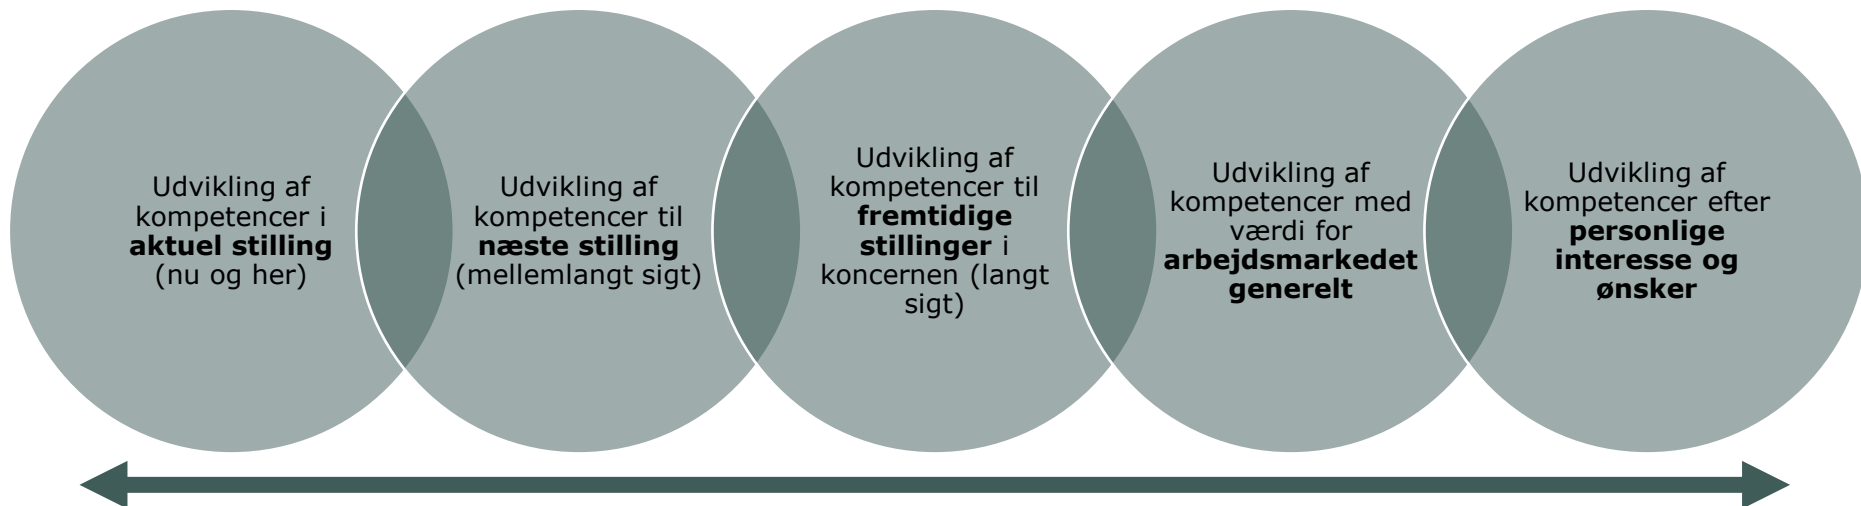 Udvikling af
kompetencer i
aktuel stilling
(nu og her)
Udvikling af
kompetencer til
næste stilling
(mellemlangt sigt)
Udvikling af
kompetencer til
fremtidige
stillinger i
koncernen (langt
sigt)
Udvikling af
kompetencer med
værdi for
arbejdsmarkedet
generelt
Udvikling af
kompetencer efter
personlige
interesse og
ønsker